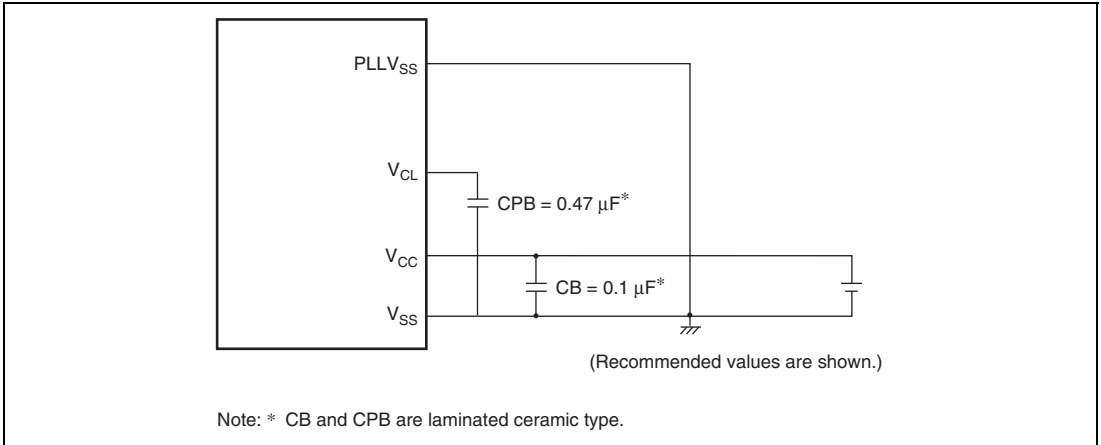 PLLVSS
VCL
CPB = 0.47 μF*
VCC
CB = 0.1 μF*
VSS
(Recommended values are shown.)
Note: * CB and CPB are laminated ceramic type.